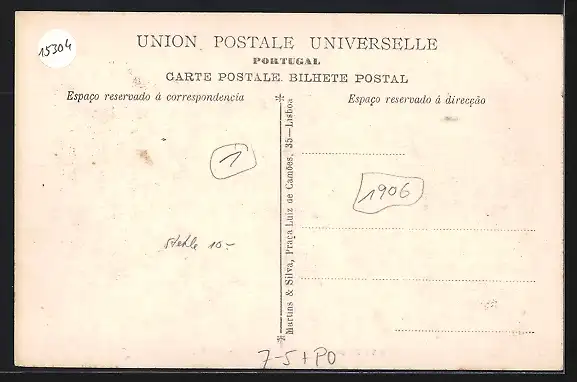 15304
UNION POSTALE UNIVERSELLE
PORTUGAL
CARTE POSTALE. BILHETE POSTAL
Espaço reservado á correspondencia
Espaço reservado á direcção
Martins & Silva, Praça Luiz de Camões, 35—Lisboa
1
1906
10-
7-5+PO